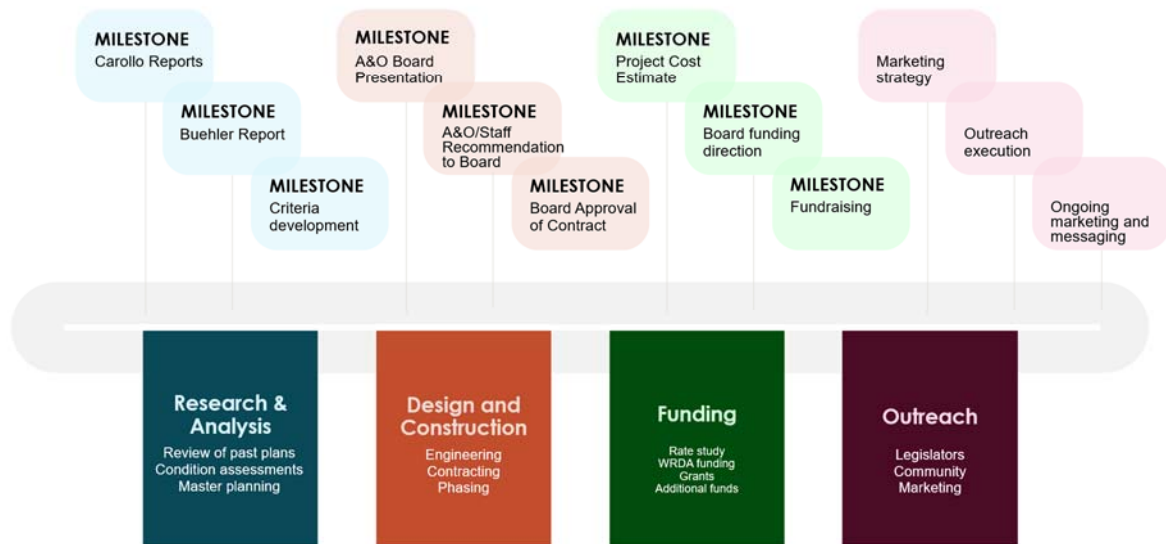 MILESTONE
Carollo Reports
MILESTONE
Buehler Report
MILESTONE
Criteria
development
MILESTONE
A&O Board
Presentation
MILESTONE
A&O/Staff
Recommendation
to Board
MILESTONE
Board Approval
of Contract
MILESTONE
Project Cost
Estimate
MILESTONE
Board funding
direction
MILESTONE
Fundraising
Marketing
strategy
Outreach
execution
Ongoing
marketing and
messaging
Research &
Analysis
Review of past plans
Condition assessments
Master planning
Design and
Construction
Engineering
Contracting
Phasing
Funding
Rate study
WRDA funding
Grants
Additional funds
Outreach
Legislators
Community
Marketing